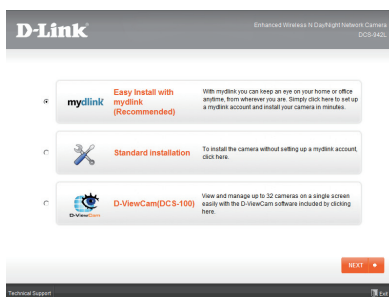 D-Link
Enhanced Wireless N Day/Night Network Camera
DCS-942L
mydlink
Easy Install with
mydlink
(Recommended)
With mydlink you can keep an eye on your home or office
anytime, from wherever you are. Simply click here to set up
a mydlink account and install your camera in minutes.
Standard installation
To install the camera without setting up a mydlink account,
click here.
D-ViewCam
D-ViewCam(DCS-100)
View and manage up to 32 cameras on a single screen
easily with the D-ViewCam software included by clicking
here.
NEXT
Technical Support
Exit